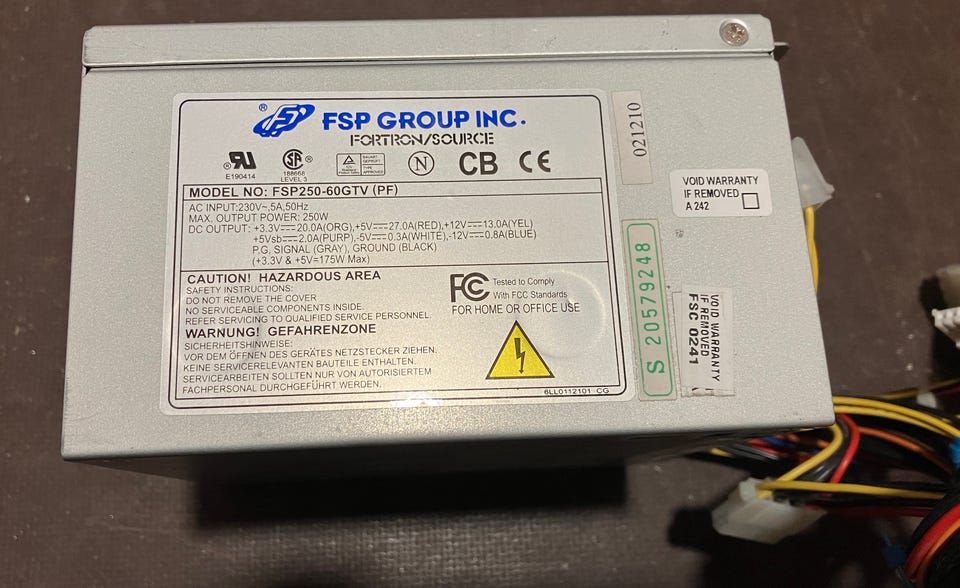 FSP GROUP INC.
FORTRON/SOURCE
E190414
188668
LEVEL 3
N
CB CE
MODEL NO: FSP250-60GTV (PF)
AC INPUT:230V~,5A,50Hz
MAX. OUTPUT POWER: 250W
DC OUTPUT: +3.3V⎓20.0A(ORG),+5V⎓27.0A(RED),+12V⎓13.0A(YEL)
+5Vsb⎓2.0A(PURP),-5V⎓0.3A(WHITE),-12V⎓0.8A(BLUE)
P.G. SIGNAL (GRAY), GROUND (BLACK)
(+3.3V & +5V=175W Max)
CAUTION! HAZARDOUS AREA
SAFETY INSTRUCTIONS:
DO NOT REMOVE THE COVER
NO SERVICEABLE COMPONENTS INSIDE.
REFER SERVICING TO QUALIFIED SERVICE PERSONNEL.
WARNUNG! GEFAHRENZONE
SICHERHEITSHINWEISE:
VOR DEM ÖFFNEN DES GERÄTES NETZSTECKER ZIEHEN.
KEINE SERVICERELEVANTEN BAUTEILE ENTHALTEN.
SERVICEARBEITEN SOLLTEN NUR VON AUTORISIERTEM
FACHPERSONAL DURCHGEFÜHRT WERDEN.
FC
Tested to Comply
With FCC Standards
FOR HOME OR OFFICE USE
6LL0112101 CG
021210
VOID WARRANTY
IF REMOVED
A 242
S 20579248
VOID WARRANTY
IF REMOVED
FSC 0241